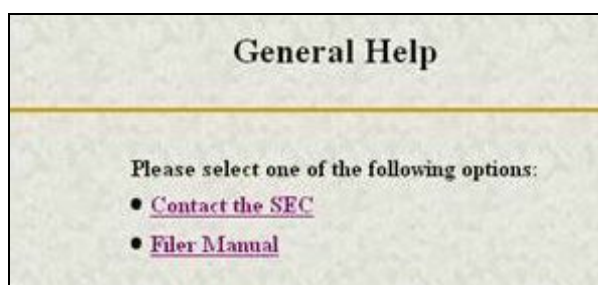 General Help
Please select one of the following options:
• Contact the SEC
• Filer Manual